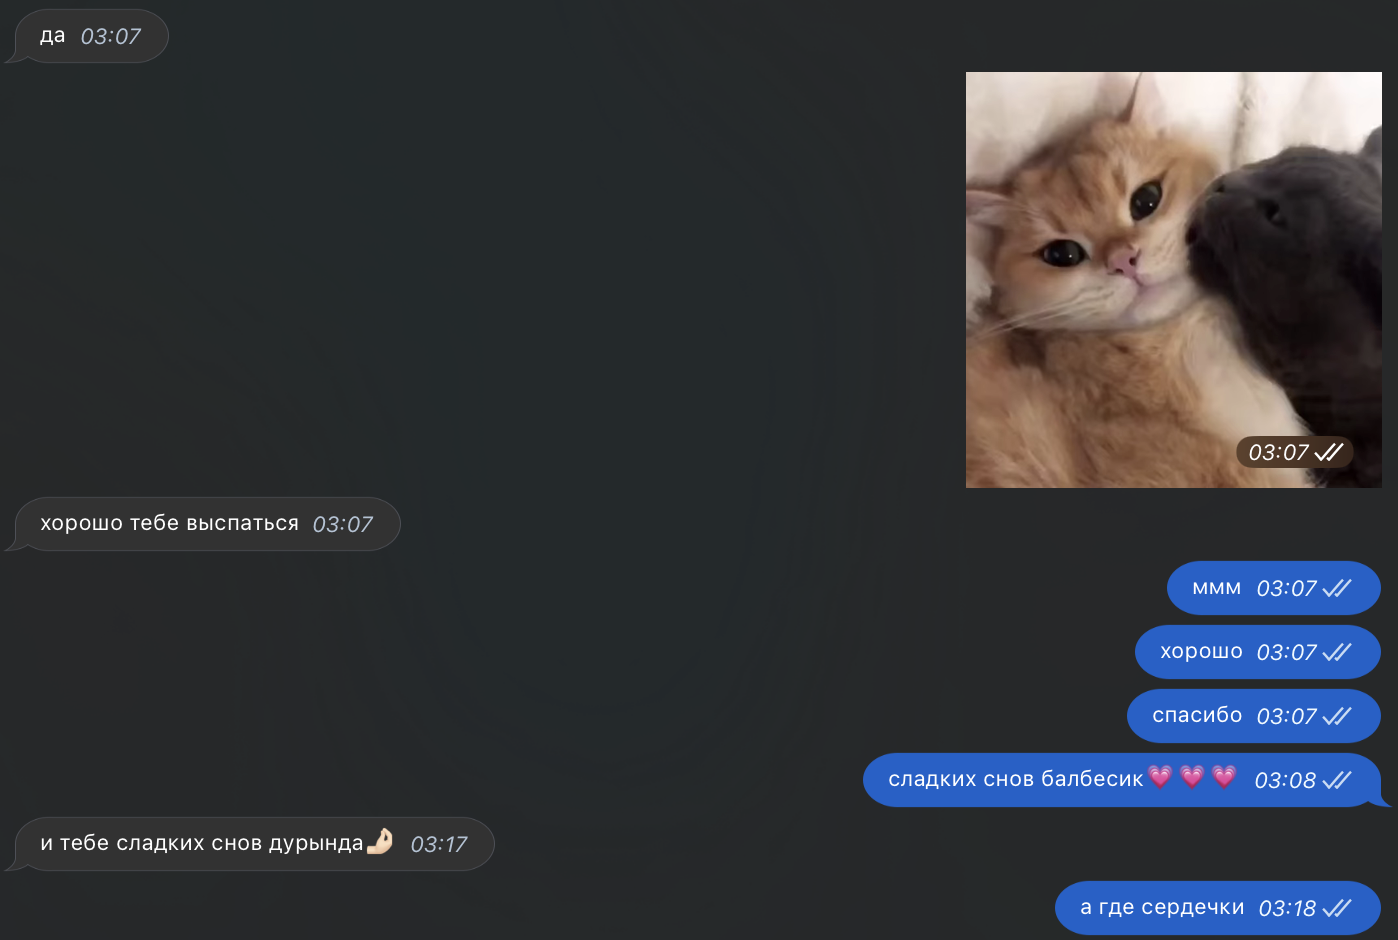 да 03:07
03:07
хорошо тебе выспаться 03:07
ммм 03:07
хорошо 03:07
спасибо 03:07
сладких снов балбесик💗💗💗 03:08
и тебе сладких снов дурында🤌🏻 03:17
а где сердечки 03:18